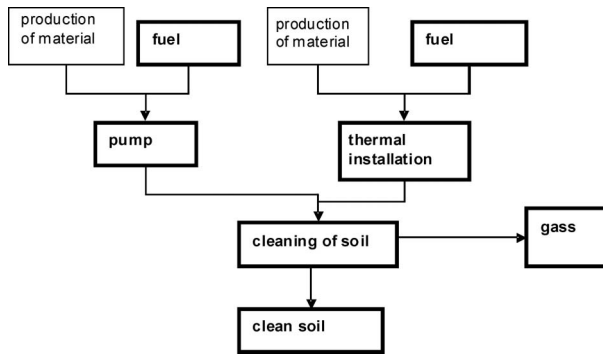 production
of material
fuel
production
of material
fuel
pump
thermal
installation
cleaning of soil
gass
clean soil